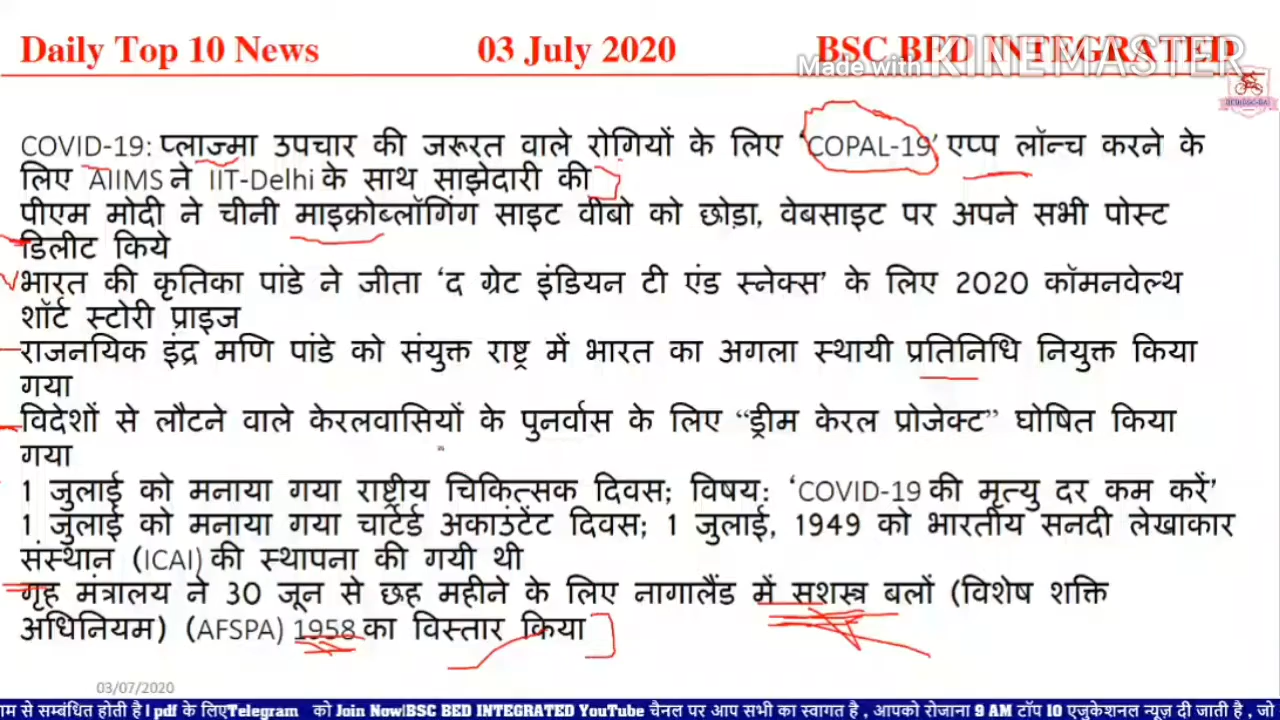 Daily Top 10 News 03 July 2020 BSC BED INTEGRATED
Made with KINEMASTER
COVID-19: प्लाज्मा उपचार की जरूरत वाले रोगियों के लिए ‘COPAL-19’ एप्प लॉन्च करने के
लिए AIIMS ने IIT-Delhi के साथ साझेदारी की
पीएम मोदी ने चीनी माइक्रोब्लॉगिंग साइट वीबो को छोड़ा, वेबसाइट पर अपने सभी पोस्ट
डिलीट किये
भारत की कृतिका पांडे ने जीता ‘द ग्रेट इंडियन टी एंड स्नेक्स’ के लिए 2020 कॉमनवेल्थ
शॉर्ट स्टोरी प्राइज
राजनयिक इंद्र मणि पांडे को संयुक्त राष्ट्र में भारत का अगला स्थायी प्रतिनिधि नियुक्त किया
गया
विदेशों से लौटने वाले केरलवासियों के पुनर्वास के लिए “ड्रीम केरल प्रोजेक्ट” घोषित किया
गया
1 जुलाई को मनाया गया राष्ट्रीय चिकित्सक दिवस; विषय: ‘COVID-19 की मृत्यु दर कम करें’
1 जुलाई को मनाया गया चार्टर्ड अकाउंटेंट दिवस; 1 जुलाई, 1949 को भारतीय सनदी लेखाकार
संस्थान (ICAI) की स्थापना की गयी थी
गृह मंत्रालय ने 30 जून से छह महीने के लिए नागालैंड में सशस्त्र बलों (विशेष शक्ति
अधिनियम) (AFSPA) 1958 का विस्तार किया
03/07/2020
से सम्बंधित होती है। pdf के लिएTelegram को Join Now!BSC BED INTEGRATED YouTube चैनल पर आप सभी का स्वागत है , आपको रोजाना 9 AM टॉप 10 एजुकेशनल न्यूज़ दी जाती है , जो